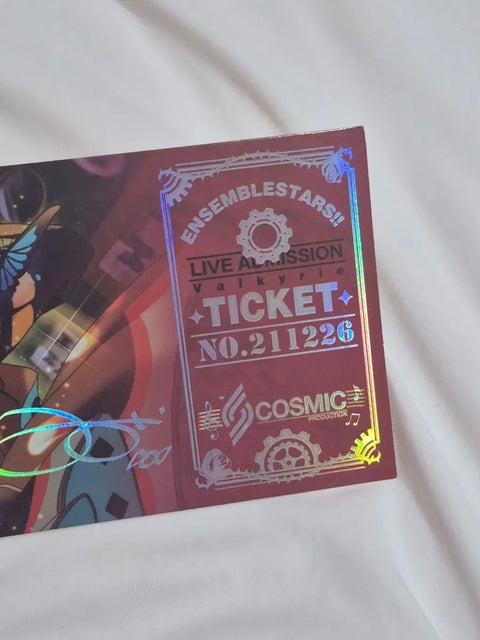 ENSEMBLESTARS!!
LIVE ADMISSION
Valkyrie
TICKET
NO.211226
COSMIC
PRODUCTION